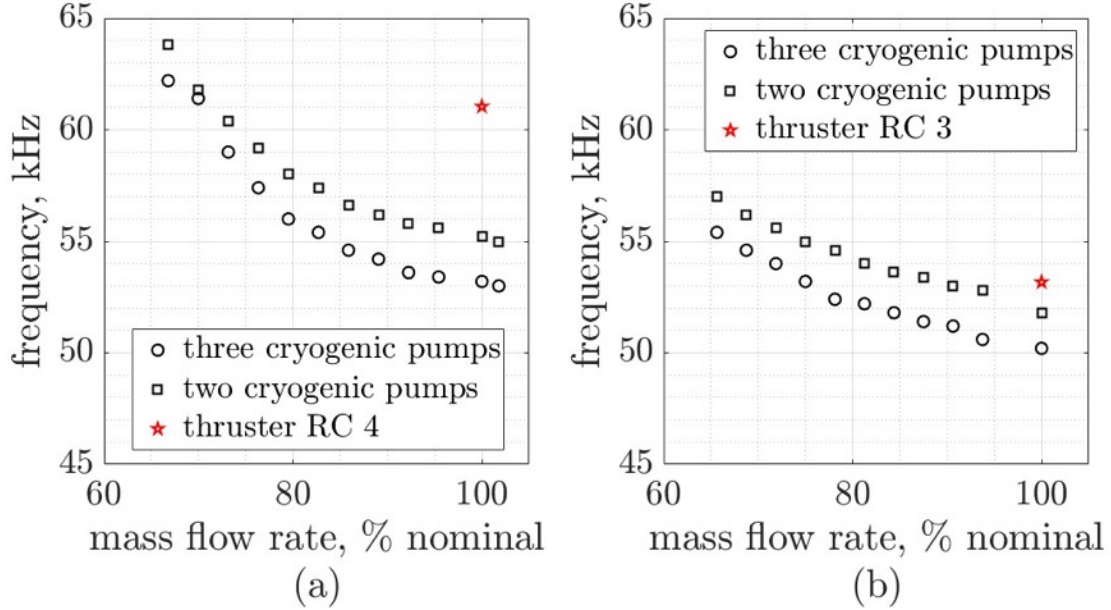 65
60
55
50
45
frequency, kHz
three cryogenic pumps
two cryogenic pumps
thruster RC 4
60 80 100
mass flow rate, % nominal
(a)
65
60
55
50
45
frequency, kHz
three cryogenic pumps
two cryogenic pumps
thruster RC 3
60 80 100
mass flow rate, % nominal
(b)